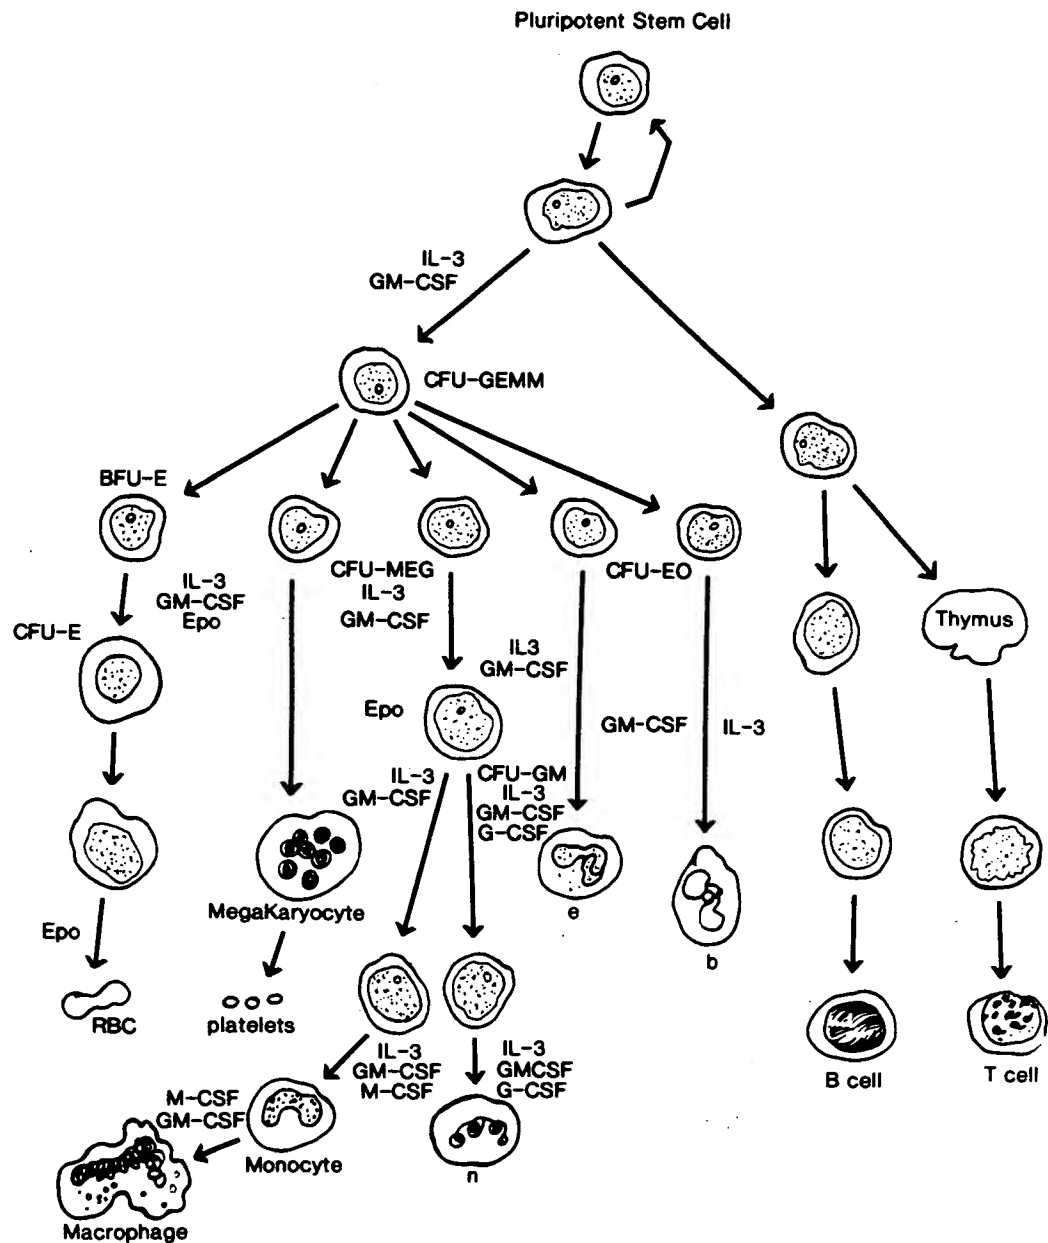 Pluripotent Stem Cell
IL-3
GM-CSF
CFU-GEMM
BFU-E
IL-3
GM-CSF
Epo
CFU-E
CFU-MEG
IL-3
GM-CSF
CFU-EO
Thymus
IL3
GM-CSF
Epo
GM-CSF
IL-3
IL-3
GM-CSF
CFU-GM
IL-3
GM-CSF
G-CSF
MegaKaryocyte
e
b
Epo
RBC
platelets
IL-3
GM-CSF
M-CSF
IL-3
GMCSF
G-CSF
B cell
T cell
M-CSF
GM-CSF
Monocyte
n
Macrophage